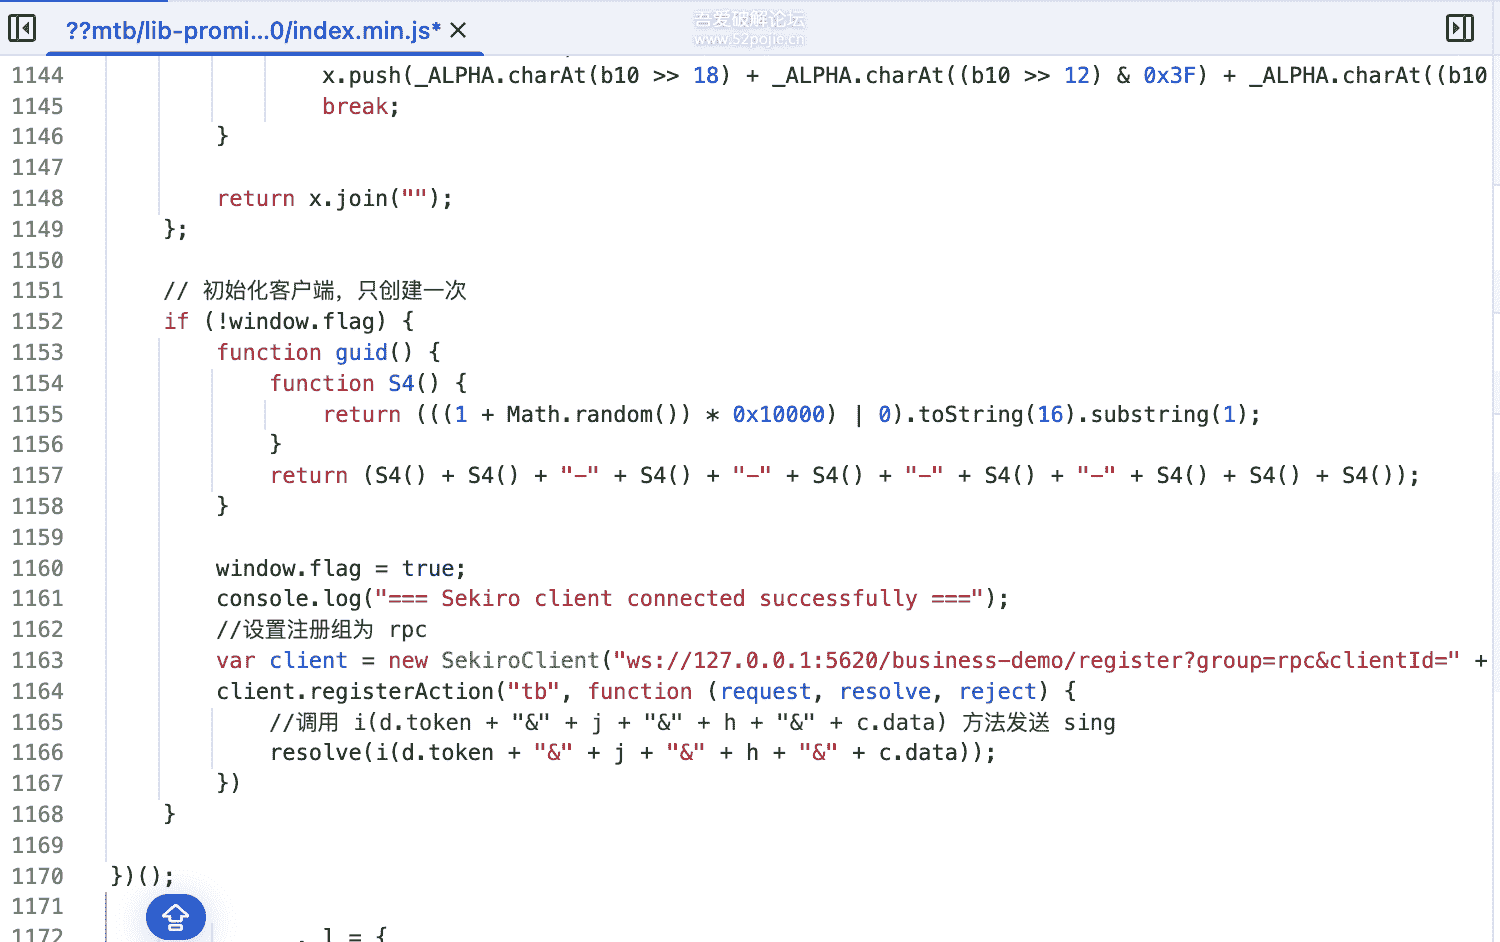 ??mtb/lib-promi...0/index.min.js*
吾爱破解论坛
www.52pojie.cn
1144 x.push(_ALPHA.charAt(b10 >> 18) + _ALPHA.charAt((b10 >> 12) & 0x3F) + _ALPHA.charAt((b10
1145 break;
1146 }
1147
1148 return x.join("");
1149 };
1150
1151 // 初始化客户端，只创建一次
1152 if (!window.flag) {
1153 function guid() {
1154 function S4() {
1155 return (((1 + Math.random()) * 0x10000) | 0).toString(16).substring(1);
1156 }
1157 return (S4() + S4() + "-" + S4() + "-" + S4() + "-" + S4() + "-" + S4() + S4() + S4());
1158 }
1159
1160 window.flag = true;
1161 console.log("=== Sekiro client connected successfully ===");
1162 //设置注册组为 rpc
1163 var client = new SekiroClient("ws://127.0.0.1:5620/business-demo/register?group=rpc&clientId=" +
1164 client.registerAction("tb", function (request, resolve, reject) {
1165 //调用 i(d.token + "&" + j + "&" + h + "&" + c.data) 方法发送 sing
1166 resolve(i(d.token + "&" + j + "&" + h + "&" + c.data));
1167 })
1168 }
1169
1170 })();
1171
1172 , l = {